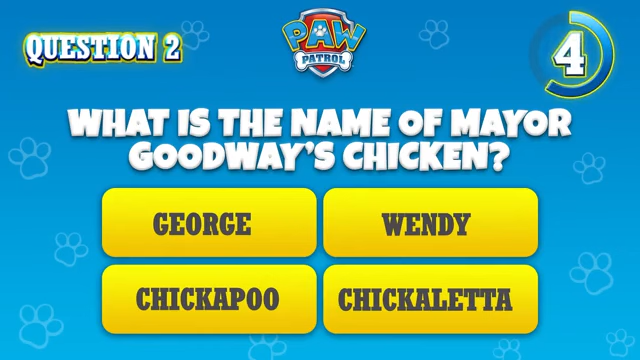 QUESTION 2
PAW
PATROL
4
WHAT IS THE NAME OF MAYOR
GOODWAY'S CHICKEN?
GEORGE
WENDY
CHICKAPOO
CHICKALETTA